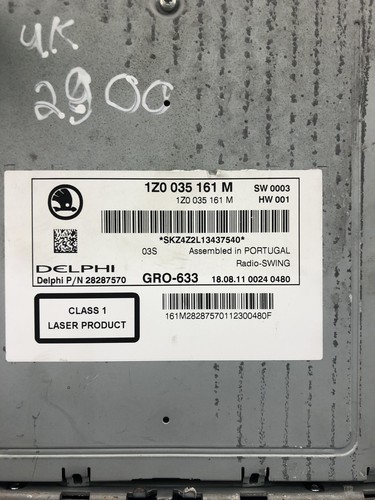 UK
2900
1Z0 035 161 M SW 0003
1Z0 035 161 M HW 001
*SKZ4Z2L13437540*
03S Assembled in PORTUGAL
Radio-SWING
DELPHI
Delphi P/N 28287570 GRO-633 18.08.11 0024 0480
CLASS 1
LASER PRODUCT
161M28287570112300480F